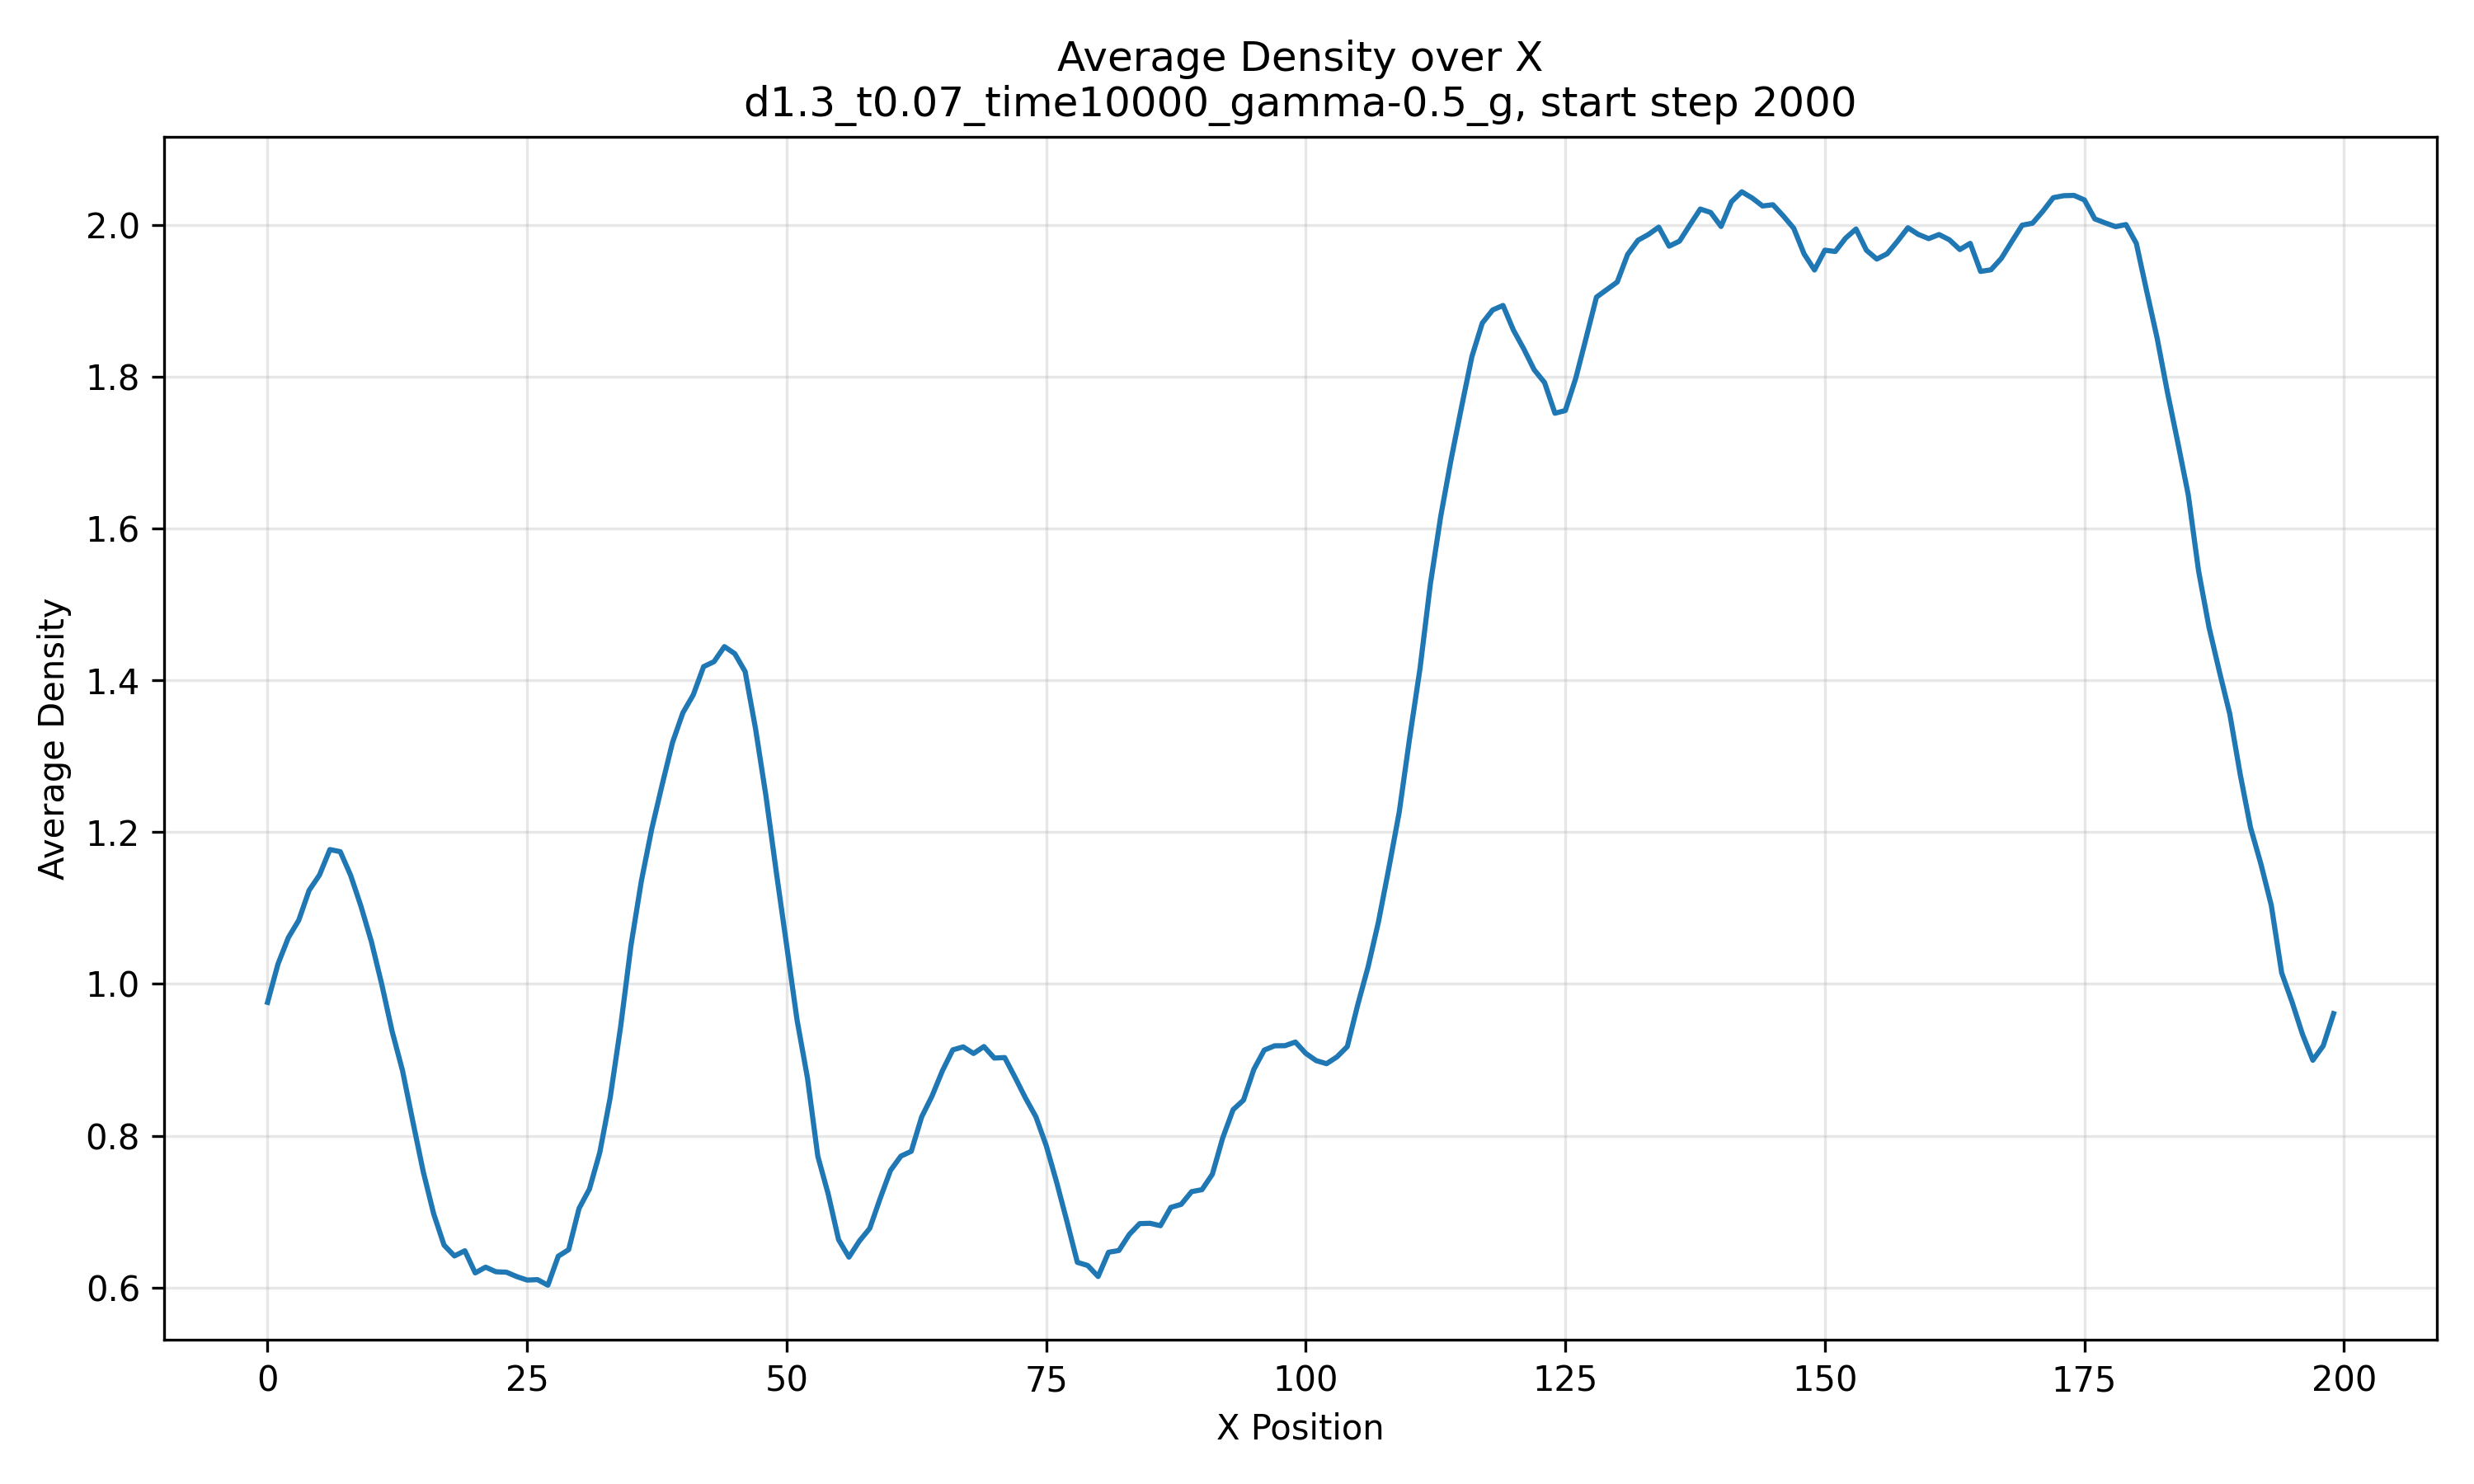 Average Density over X
d1.3_t0.07_time10000_gamma-0.5_g, start step 2000
Average Density
2.0
1.8
1.6
1.4
1.2
1.0
0.8
0.6
0 25 50 75 100 125 150 175 200
X Position